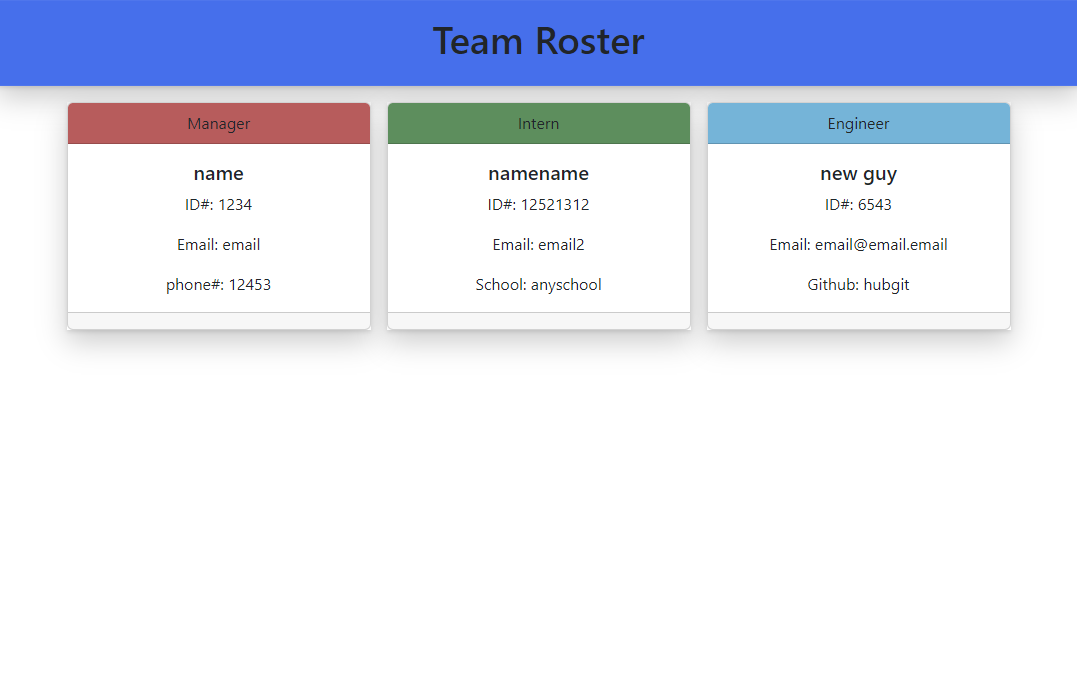 Team Roster
Manager
name
ID#: 1234
Email: email
phone#: 12453
Intern
namename
ID#: 12521312
Email: email2
School: anyschool
Engineer
new guy
ID#: 6543
Email: email@email.email
Github: hubgit